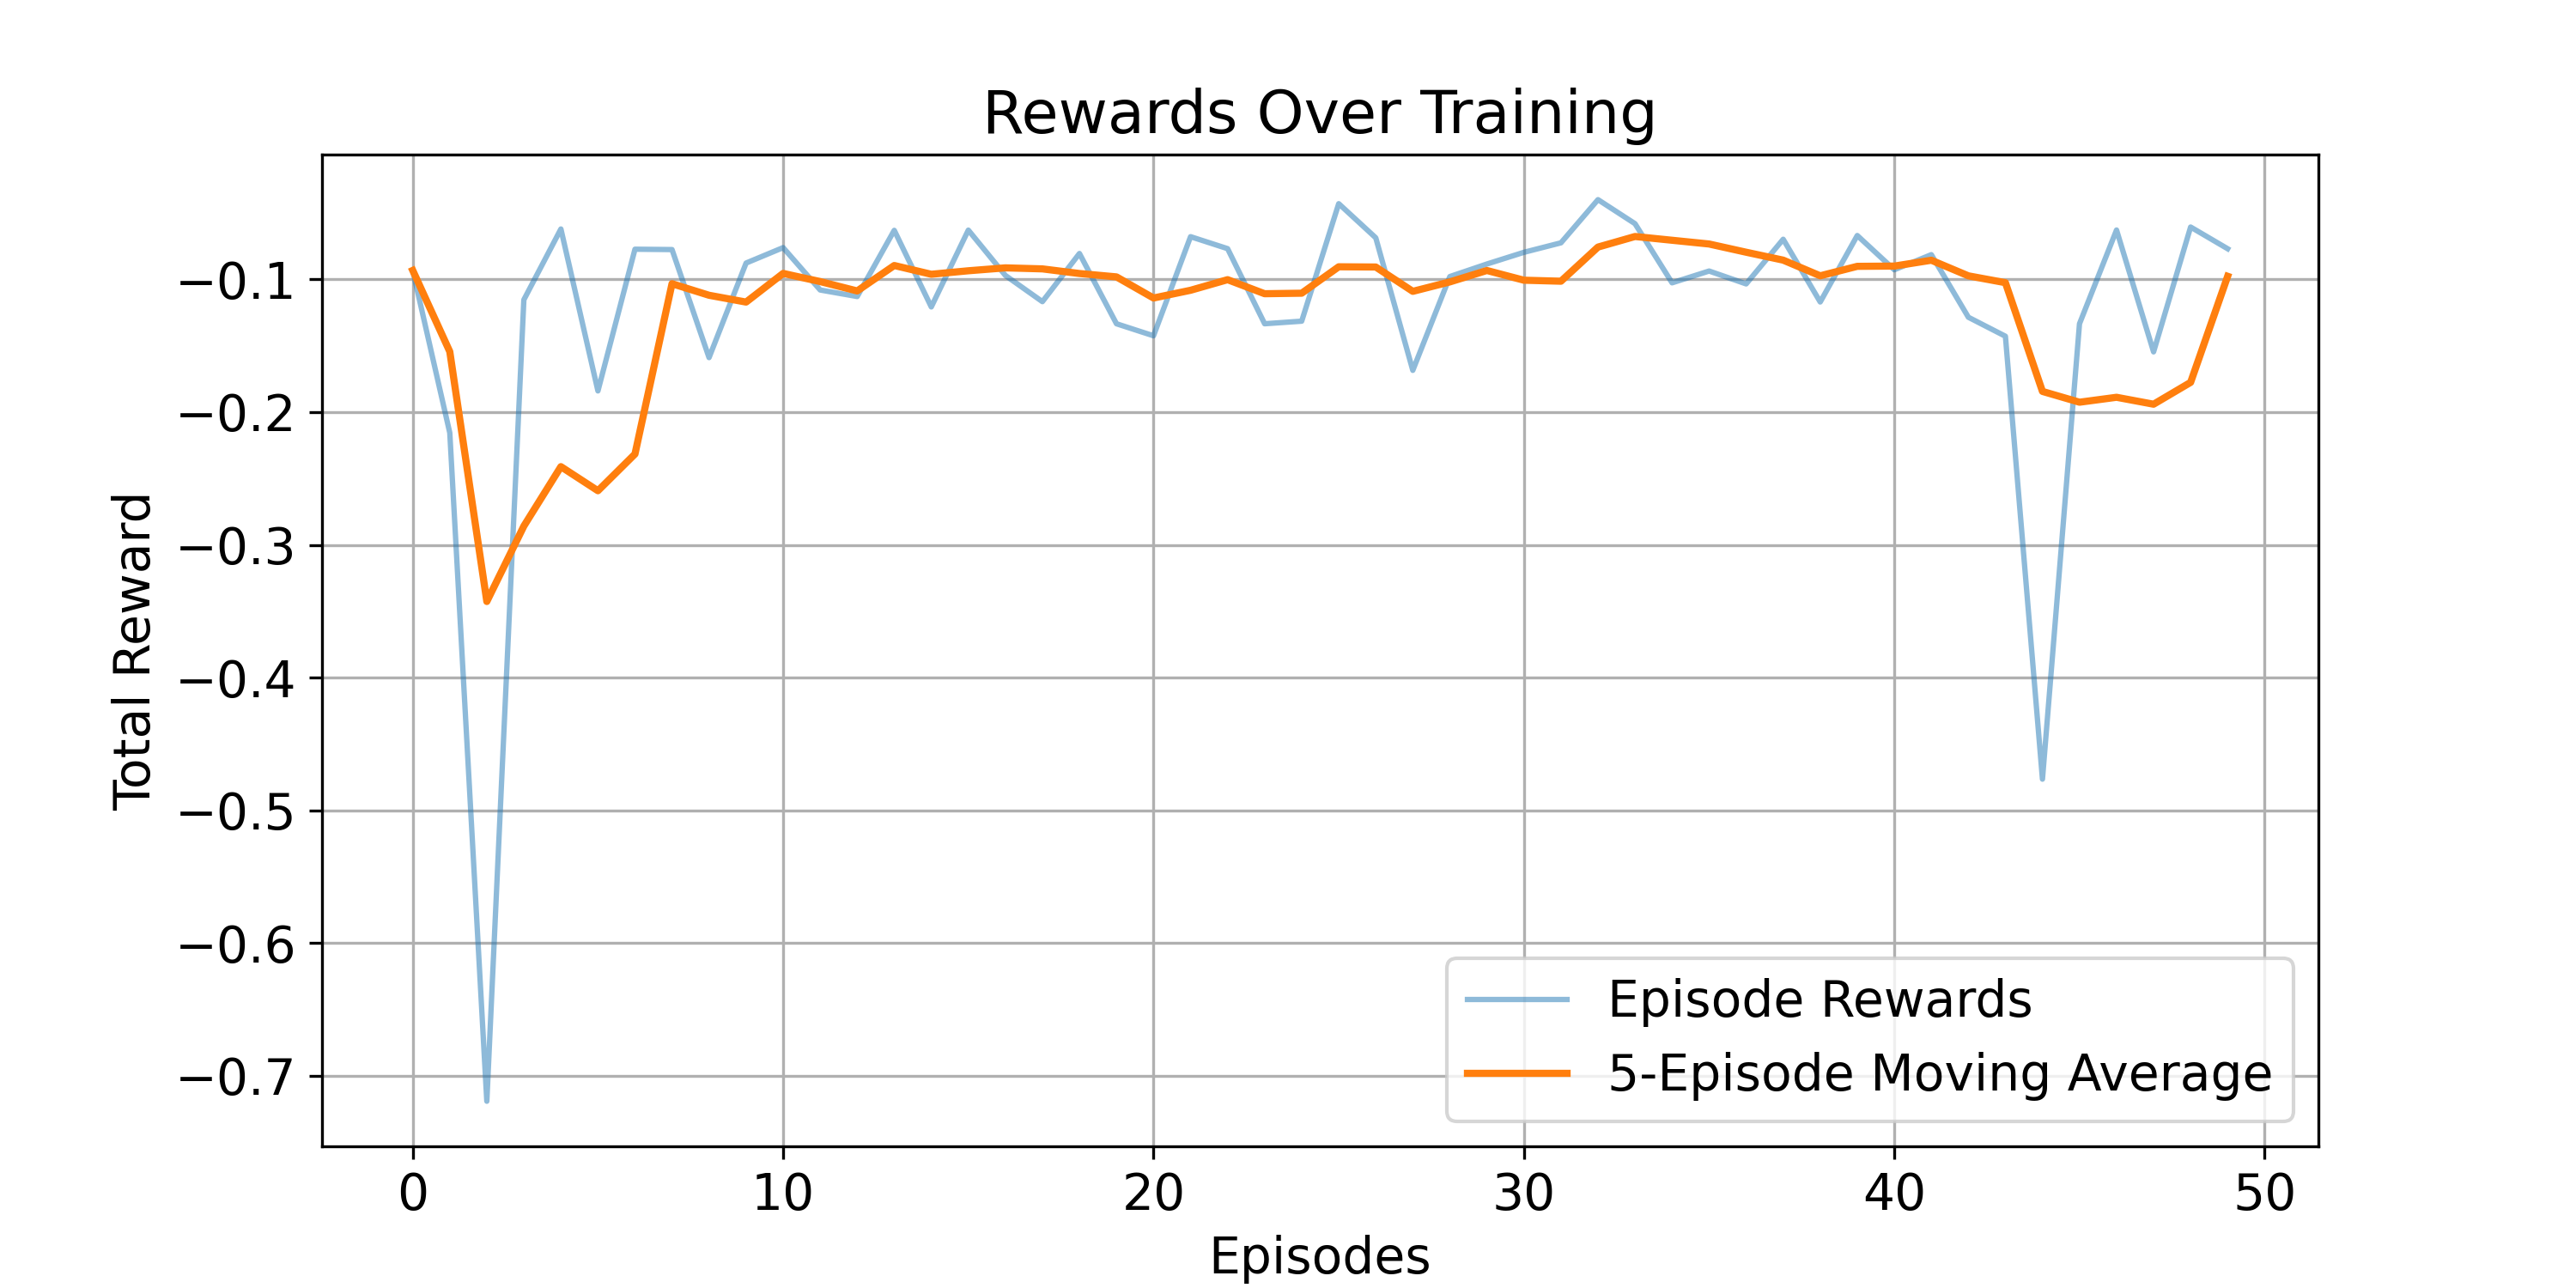 Rewards Over Training
Total Reward
−0.1
−0.2
−0.3
−0.4
−0.5
−0.6
−0.7
Episode Rewards
5-Episode Moving Average
0 10 20 30 40 50
Episodes